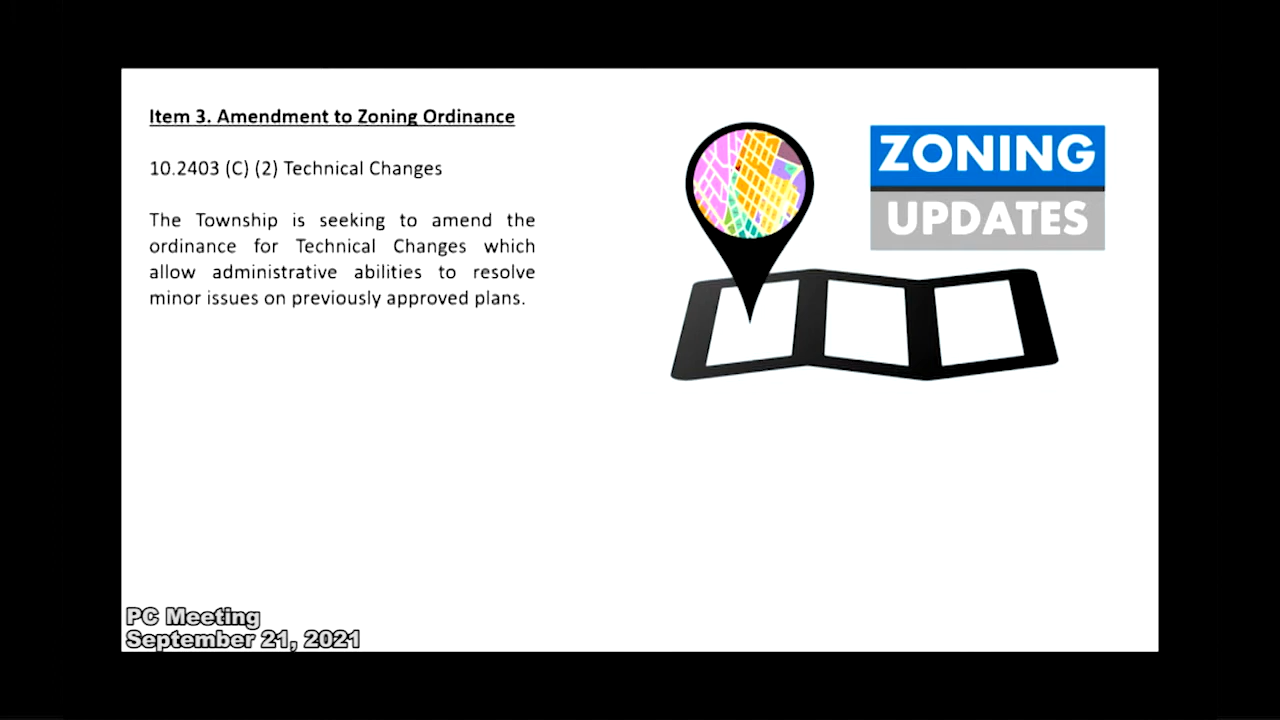 Item 3. Amendment to Zoning Ordinance
10.2403 (C) (2) Technical Changes
The Township is seeking to amend the
ordinance for Technical Changes which
allow administrative abilities to resolve
minor issues on previously approved plans.
ZONING
UPDATES
PC Meeting
September 21, 2021